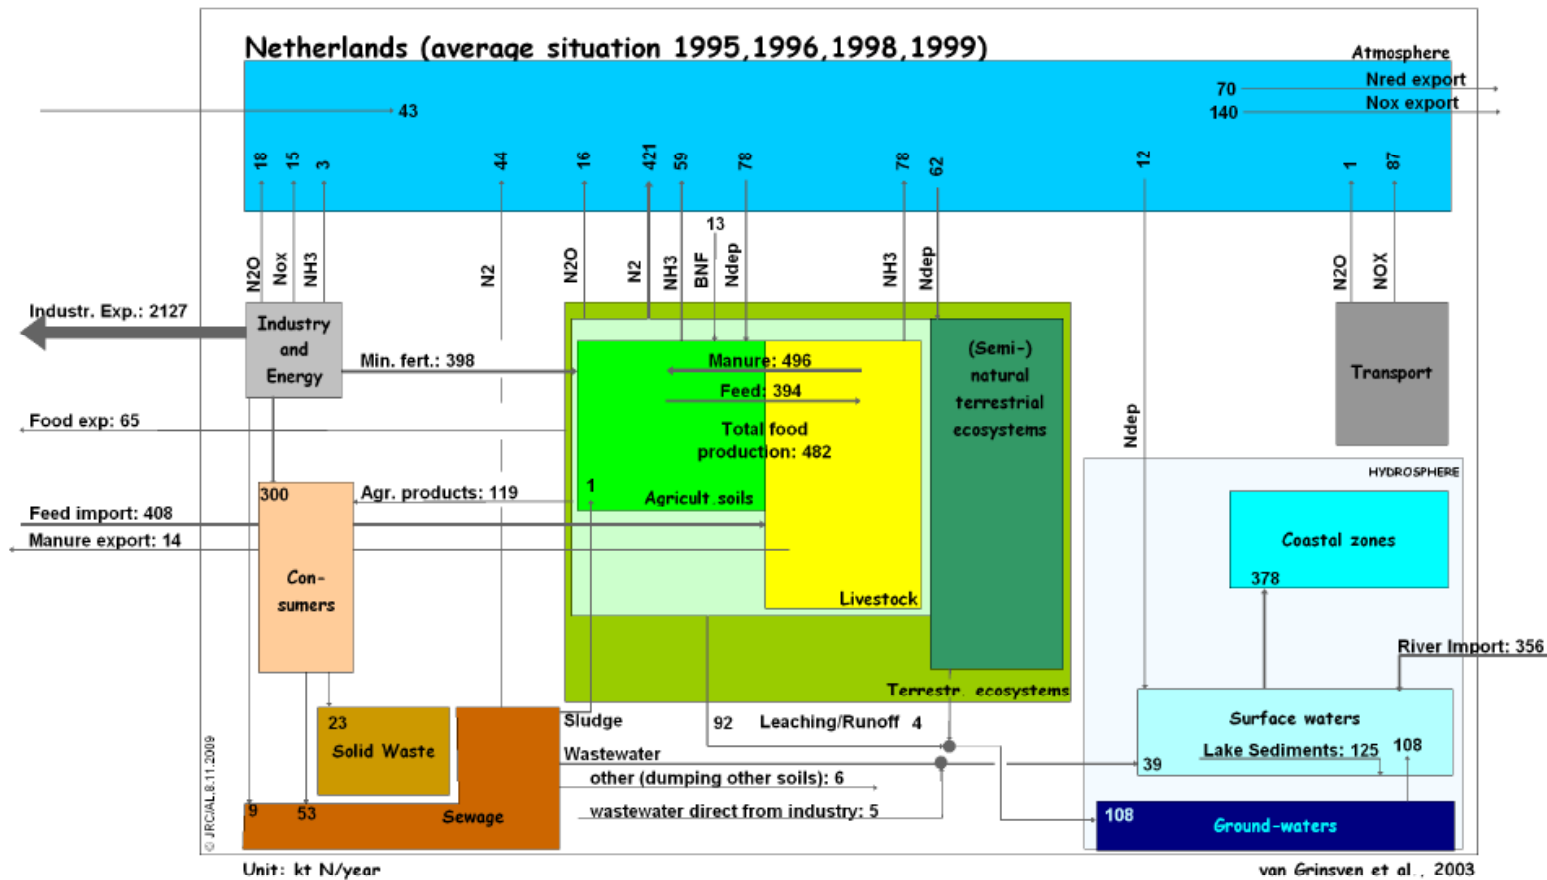 Netherlands (average situation 1995,1996,1998,1999)
Atmosphere
70 Nred export
43
140 Nox export
18 15 3 44 16 421 59 78 78 62 12 1 87
13
N2O Nox NH3 N2 N2O N2 NH3 BNF Ndep NH3 Ndep N2O NOX
Industr. Exp.: 2127
Industry
and
Energy
Min. fert.: 398
Manure: 496
Feed: 394
Total food
production: 482
(Semi-)
natural
terrestrial
ecosystems
Transport
Ndep
Food exp: 65
HYDROSPHERE
300
Agr. products: 119
1
Agricult.soils
Feed import: 408
Manure export: 14
Coastal zones
378
Con-
sumers
Livestock
River Import: 356
Terrestr. ecosystems
23
Solid Waste
Sludge
92 Leaching/Runoff 4
Surface waters
Wastewater
Lake Sediments: 125 108
39
other (dumping other soils): 6
9 53 Sewage
wastewater direct from industry: 5
108
Ground-waters
© JRC/AL,8.11.2009
Unit: kt N/year
van Grinsven et al., 2003